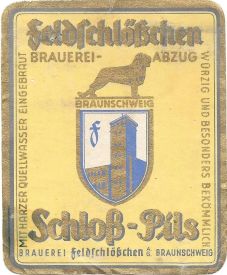 Feldschlößchen
BRAUEREI-ABZUG
BRAUNSCHWEIG
f
MIT HARZER QUELLWASSER EINGEBRAUT
WÜRZIG UND BESONDERS BEKÖMMLICH
Schloß-Pils
BRAUEREI Feldschlößchen BRAUNSCHWEIG